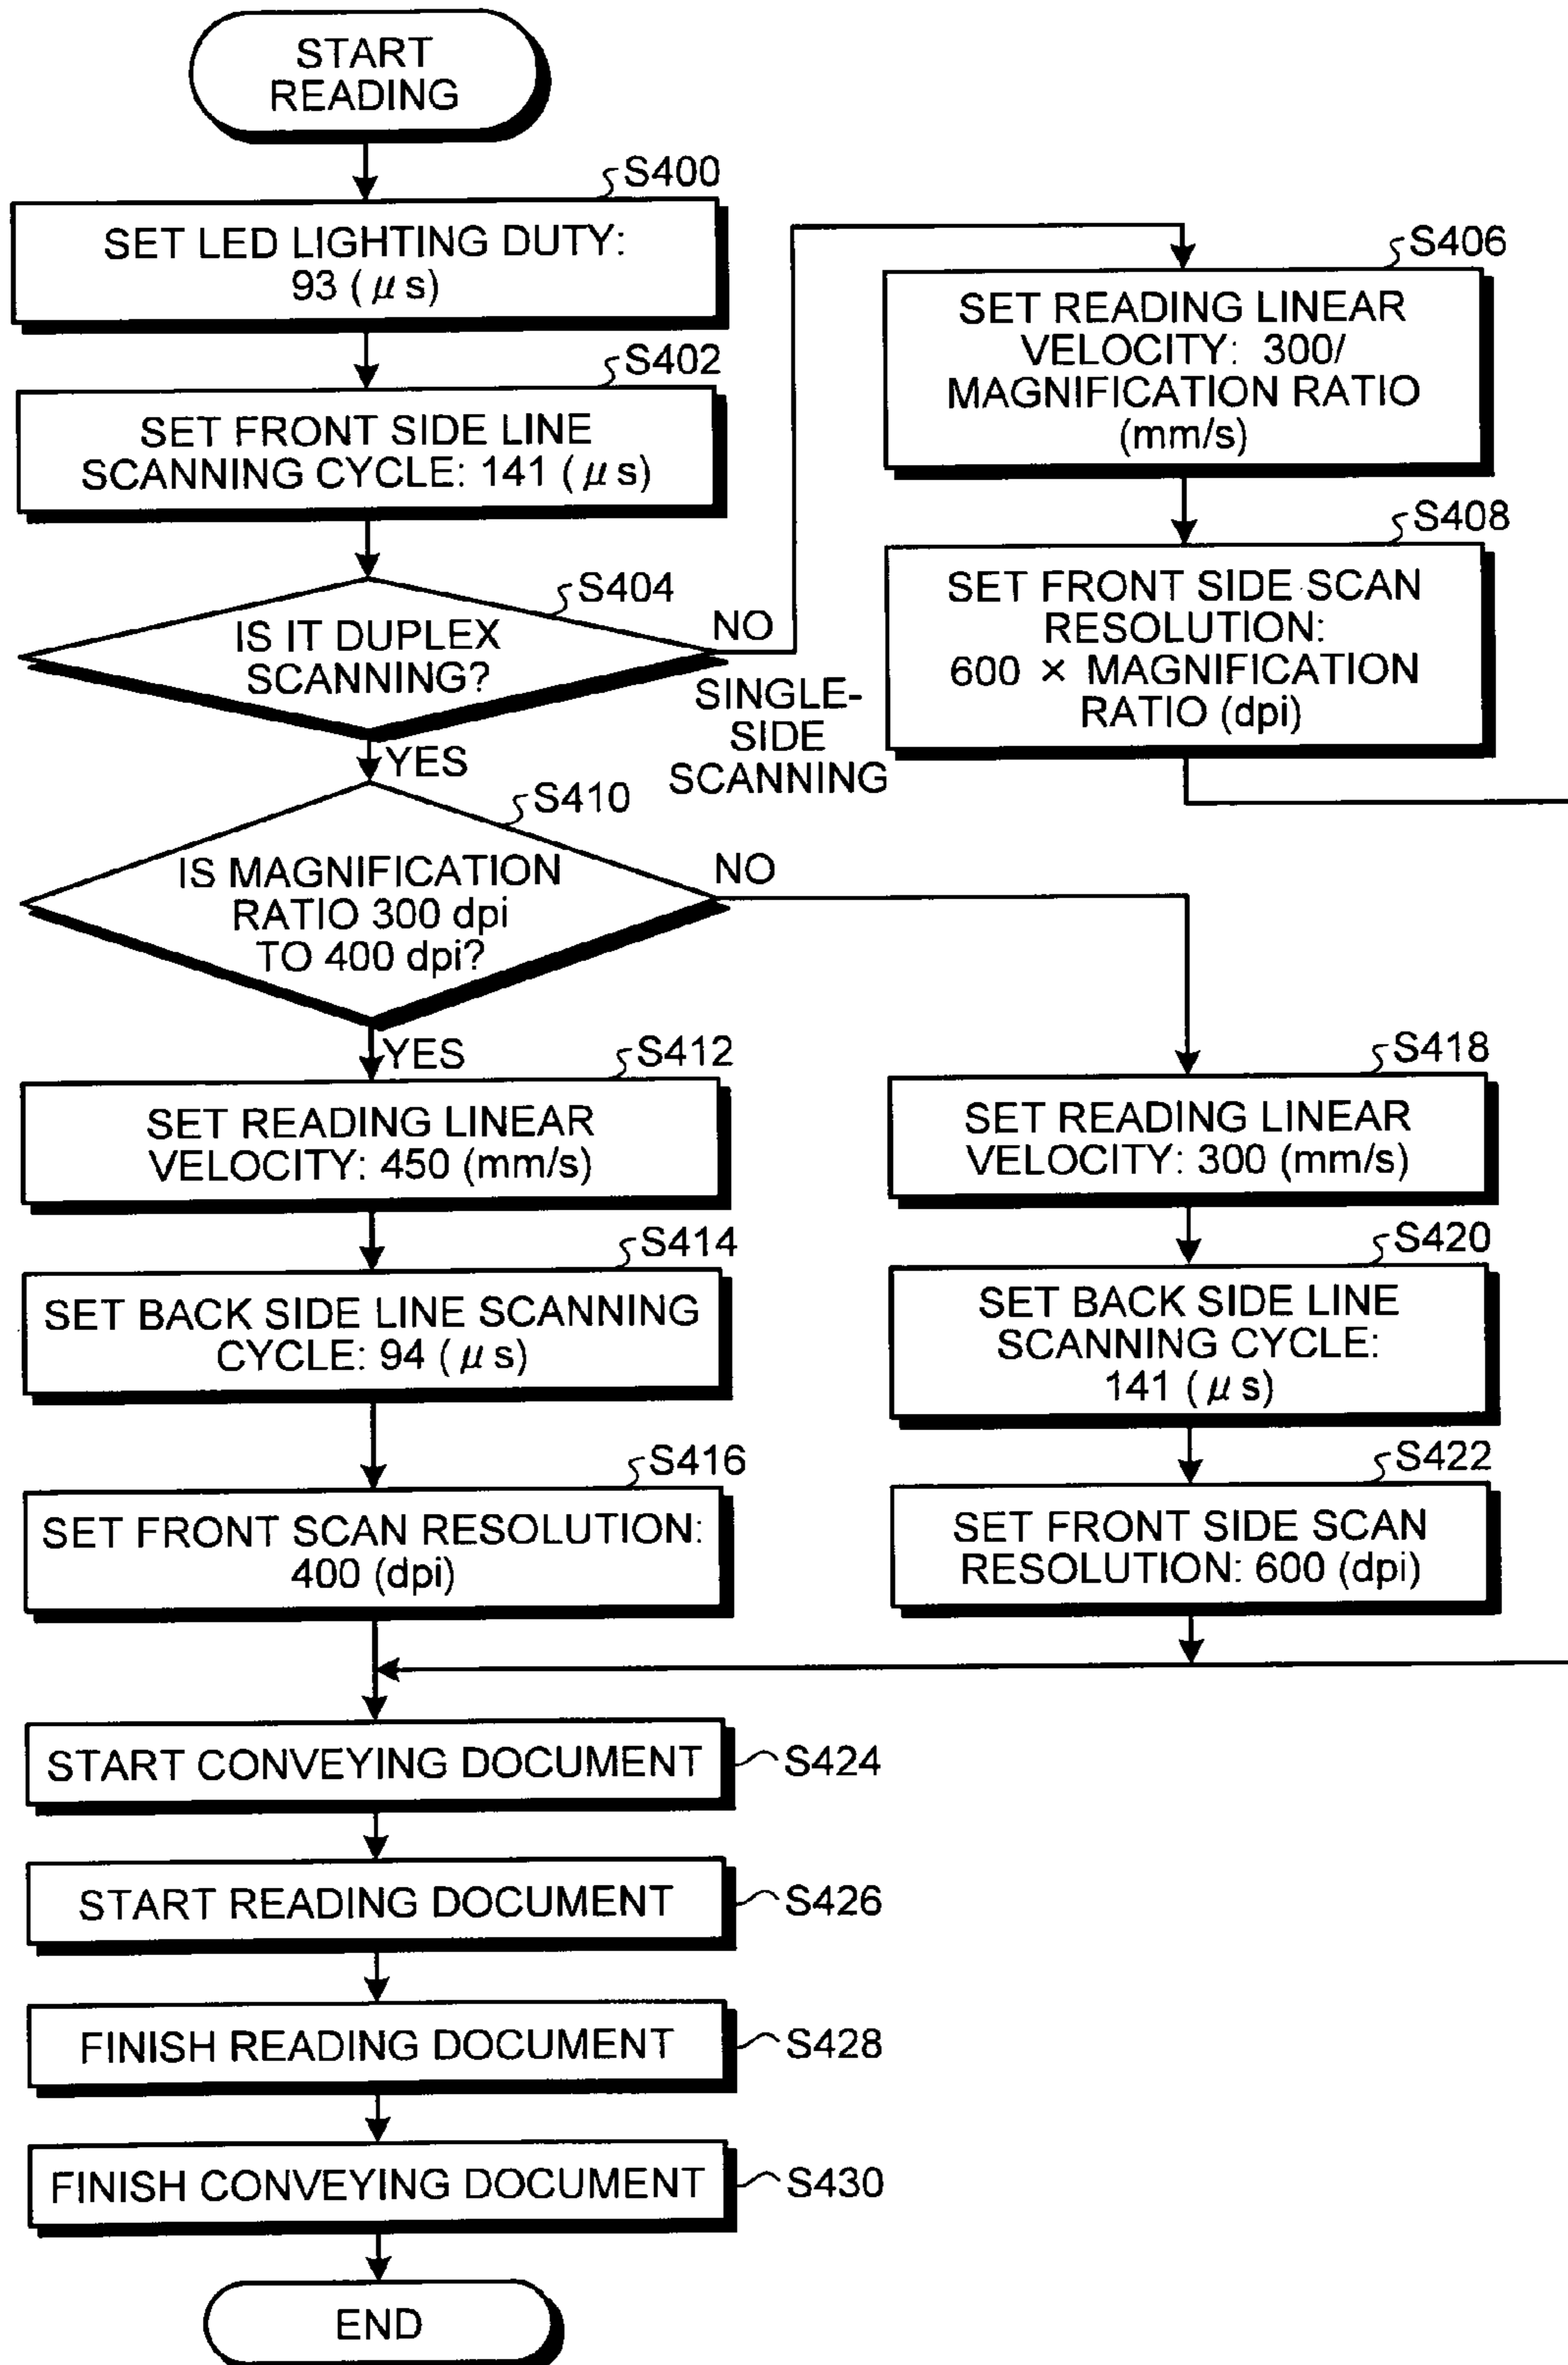 START
READING
S400
SET LED LIGHTING DUTY:
93 (μs)
S402
SET FRONT SIDE LINE
SCANNING CYCLE: 141 (μs)
S404
IS IT DUPLEX
SCANNING?
NO
SINGLE-
SIDE
SCANNING
YES
S406
SET READING LINEAR
VELOCITY: 300/
MAGNIFICATION RATIO
(mm/s)
S408
SET FRONT SIDE SCAN
RESOLUTION:
600 × MAGNIFICATION
RATIO (dpi)
S410
IS MAGNIFICATION
RATIO 300 dpi
TO 400 dpi?
NO
YES
S412
SET READING LINEAR
VELOCITY: 450 (mm/s)
S414
SET BACK SIDE LINE SCANNING
CYCLE: 94 (μs)
S416
SET FRONT SCAN RESOLUTION:
400 (dpi)
S418
SET READING LINEAR
VELOCITY: 300 (mm/s)
S420
SET BACK SIDE LINE
SCANNING CYCLE:
141 (μs)
S422
SET FRONT SIDE SCAN
RESOLUTION: 600 (dpi)
START CONVEYING DOCUMENT
S424
START READING DOCUMENT
S426
FINISH READING DOCUMENT
S428
FINISH CONVEYING DOCUMENT
S430
END